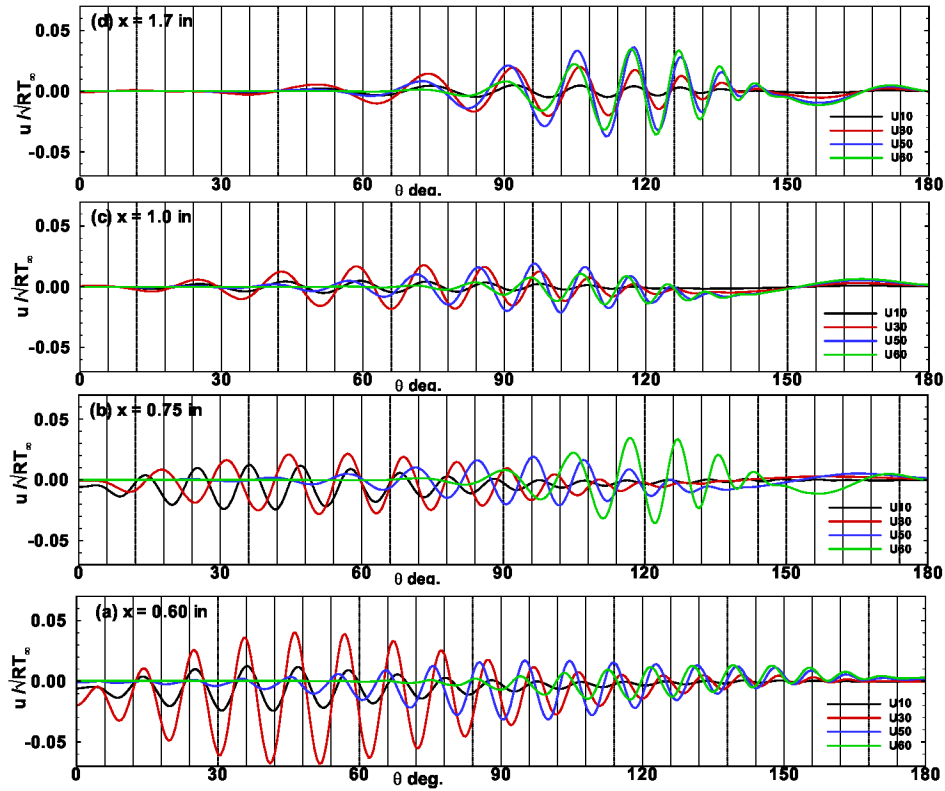 (d) x = 1.7 in
0.05
0.00
-0.05
u /√RT∞
U10
U30
U50
U60
0 30 60 90 120 150 180
θ dea.
(c) x = 1.0 in
0.05
0.00
-0.05
u /√RT∞
U10
U30
U50
U60
0 30 60 90 120 150 180
θ deg.
(b) x = 0.75 in
0.05
0.00
-0.05
u /√RT∞
U10
U30
U50
U60
0 30 60 90 120 150 180
θ deg.
(a) x = 0.60 in
0.05
0.00
-0.05
u /√RT∞
U10
U30
U50
U60
0 30 60 90 120 150 180
θ deg.